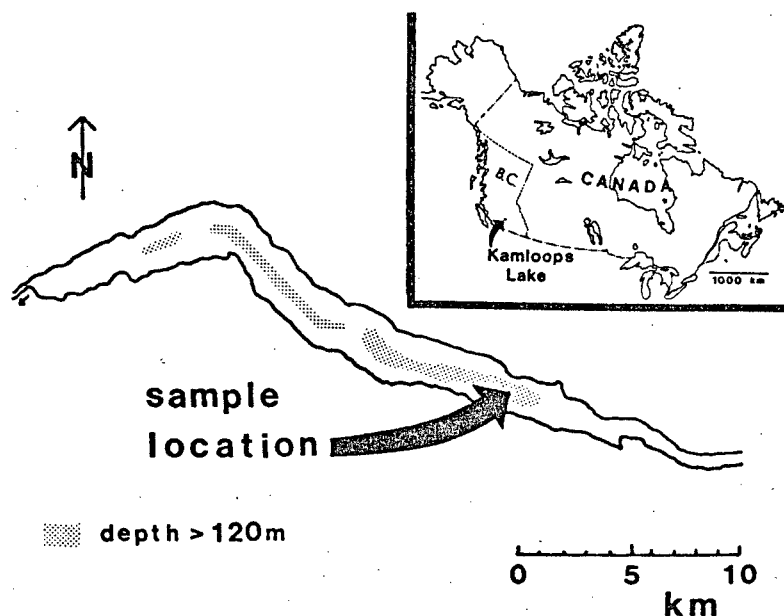 N
BC
CANADA
Kamloops
Lake
1000 km
sample
location
depth > 120m
0 5 10
km